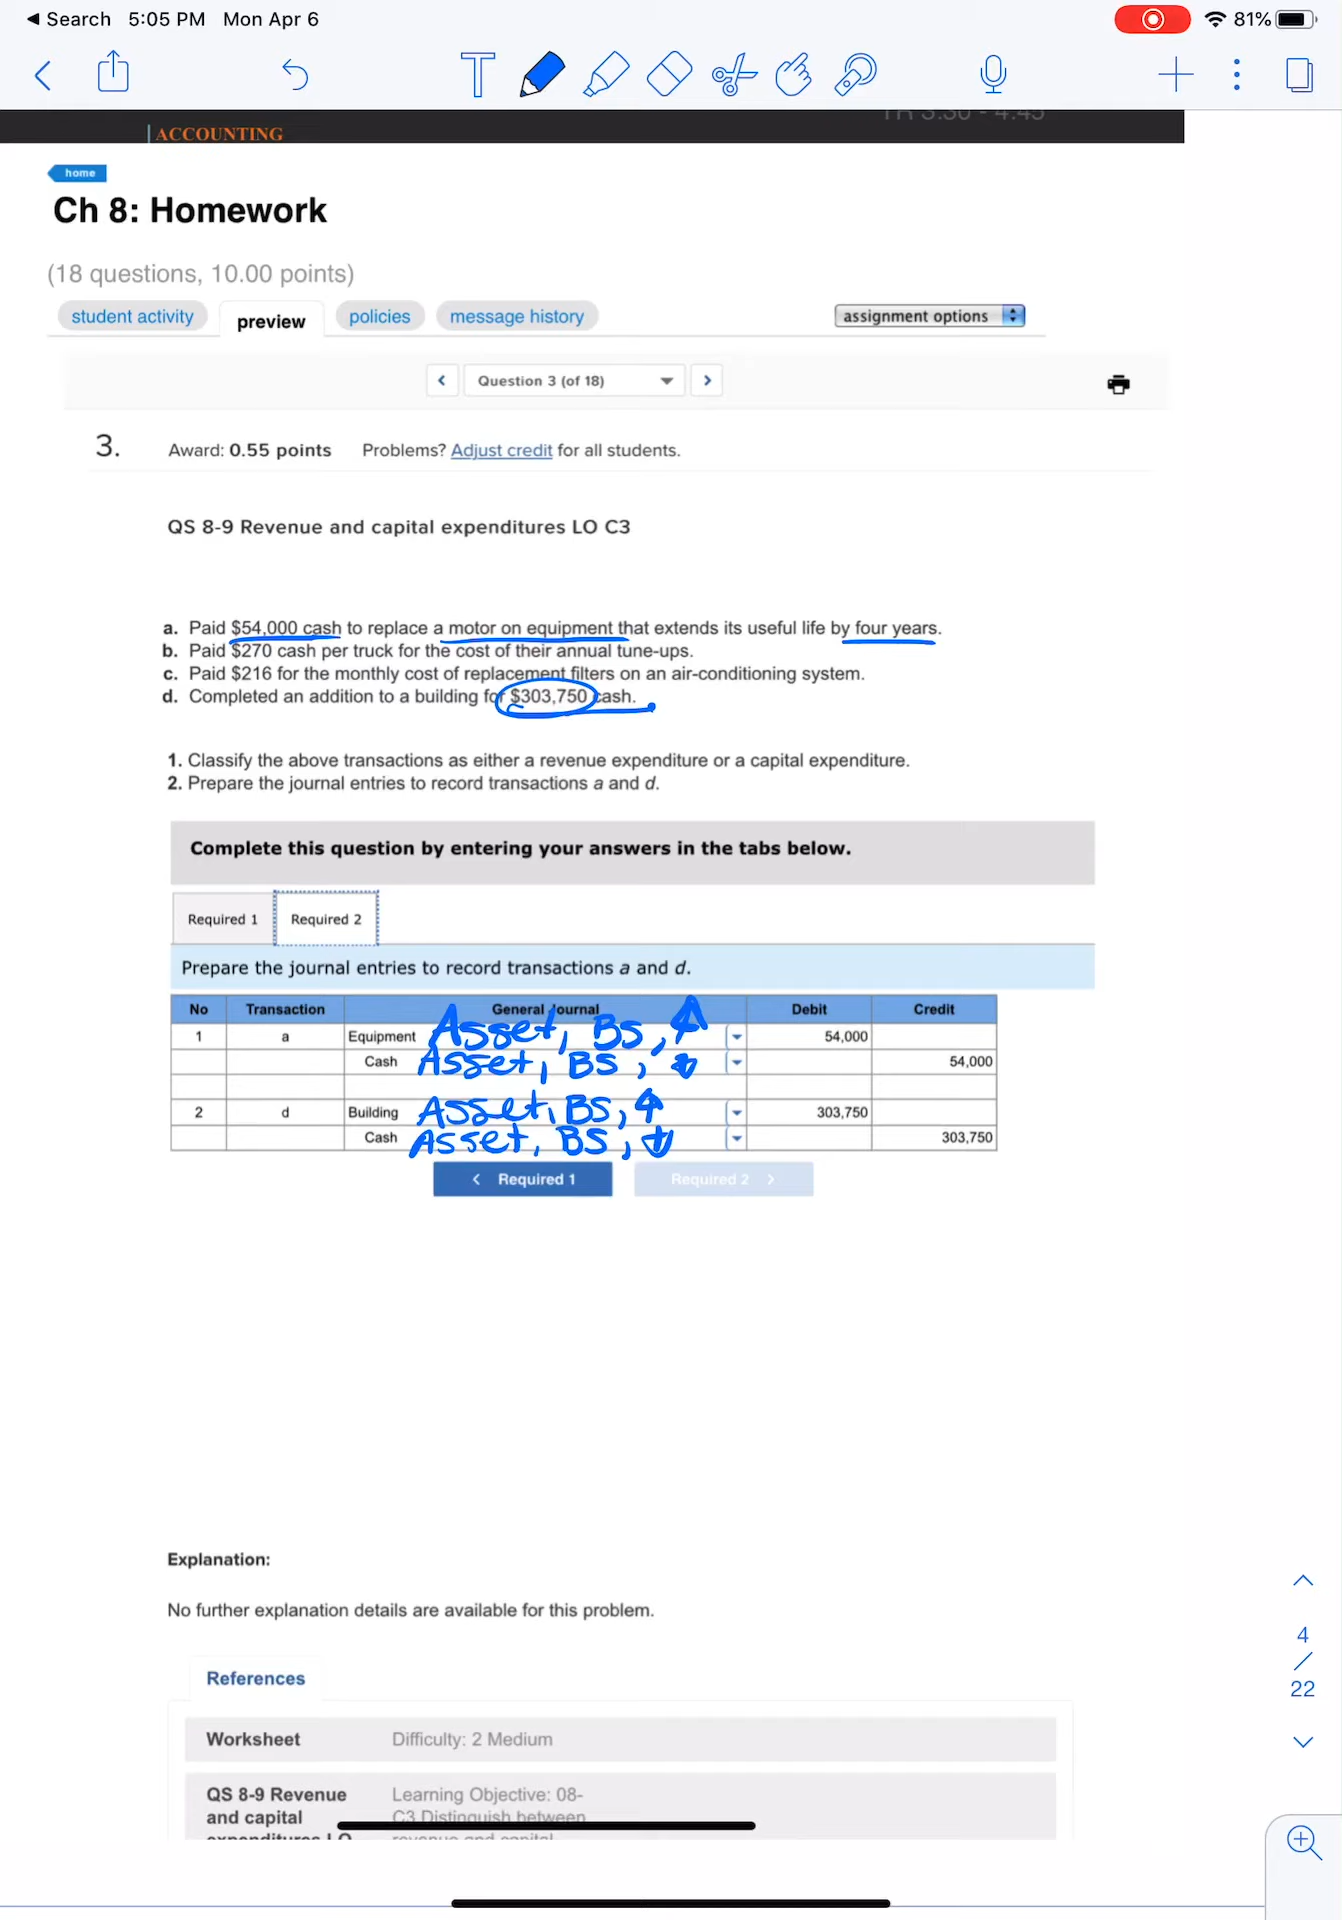 ◀ Search 5:05 PM Mon Apr 6 81%
T
| ACCOUNTING TR 3:30 - 4:45
home
Ch 8: Homework
(18 questions, 10.00 points)
student activity preview policies message history assignment options
Question 3 (of 18)
3. Award: 0.55 points Problems? Adjust credit for all students.
QS 8-9 Revenue and capital expenditures LO C3
a. Paid $54,000 cash to replace a motor on equipment that extends its useful life by four years.
b. Paid $270 cash per truck for the cost of their annual tune-ups.
c. Paid $216 for the monthly cost of replacement filters on an air-conditioning system.
d. Completed an addition to a building for $303,750 cash.
1. Classify the above transactions as either a revenue expenditure or a capital expenditure.
2. Prepare the journal entries to record transactions a and d.
Complete this question by entering your answers in the tabs below.
Required 1 Required 2
Prepare the journal entries to record transactions a and d.
No Transaction General Journal Debit Credit
1 a Equipment Asset, BS, ↑ 54,000
Cash Asset, BS, ↓ 54,000
2 d Building Asset, BS, ↑ 303,750
Cash Asset, BS, ↓ 303,750
< Required 1 Required 2 >
Explanation:
No further explanation details are available for this problem.
References
Worksheet Difficulty: 2 Medium
QS 8-9 Revenue Learning Objective: 08-
and capital C3 Distinguish between
expenditures LO revenue and capital
4
/
22